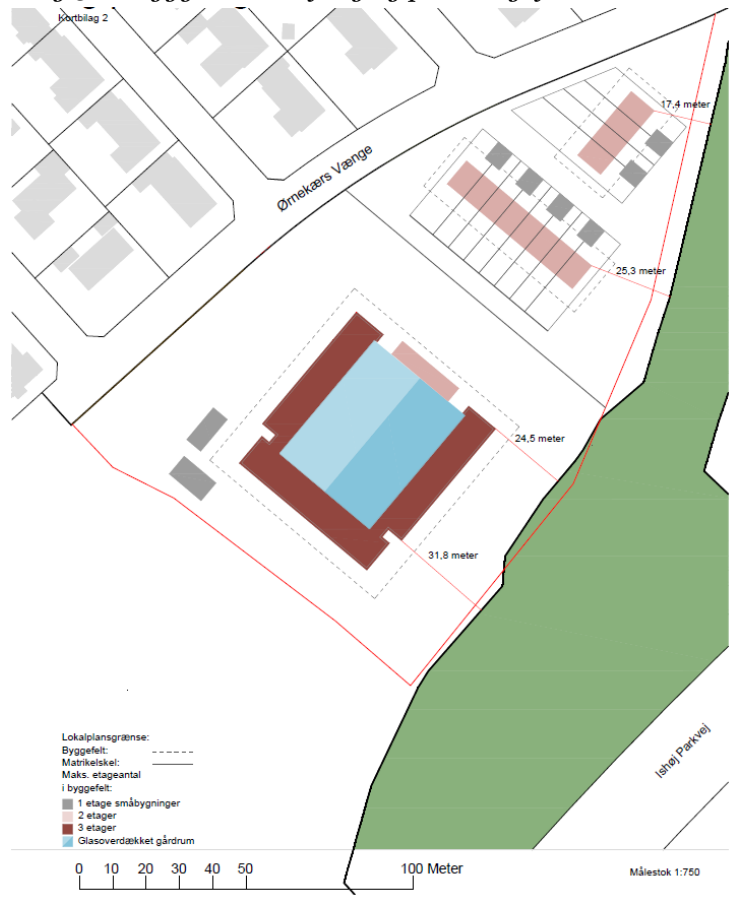 Kortbilag 2
17,4 meter
Ørnekærs Vænge
25,3 meter
24,5 meter
31,8 meter
Ishøj Parkvej
Lokalplansgrænse:
Byggefelt:
Matrikelskel:
Maks. etageantal
i byggefelt:
1 etage småbygninger
2 etager
3 etager
Glasoverdækket gårdrum
0 10 20 30 40 50 100 Meter
Målestok 1:750